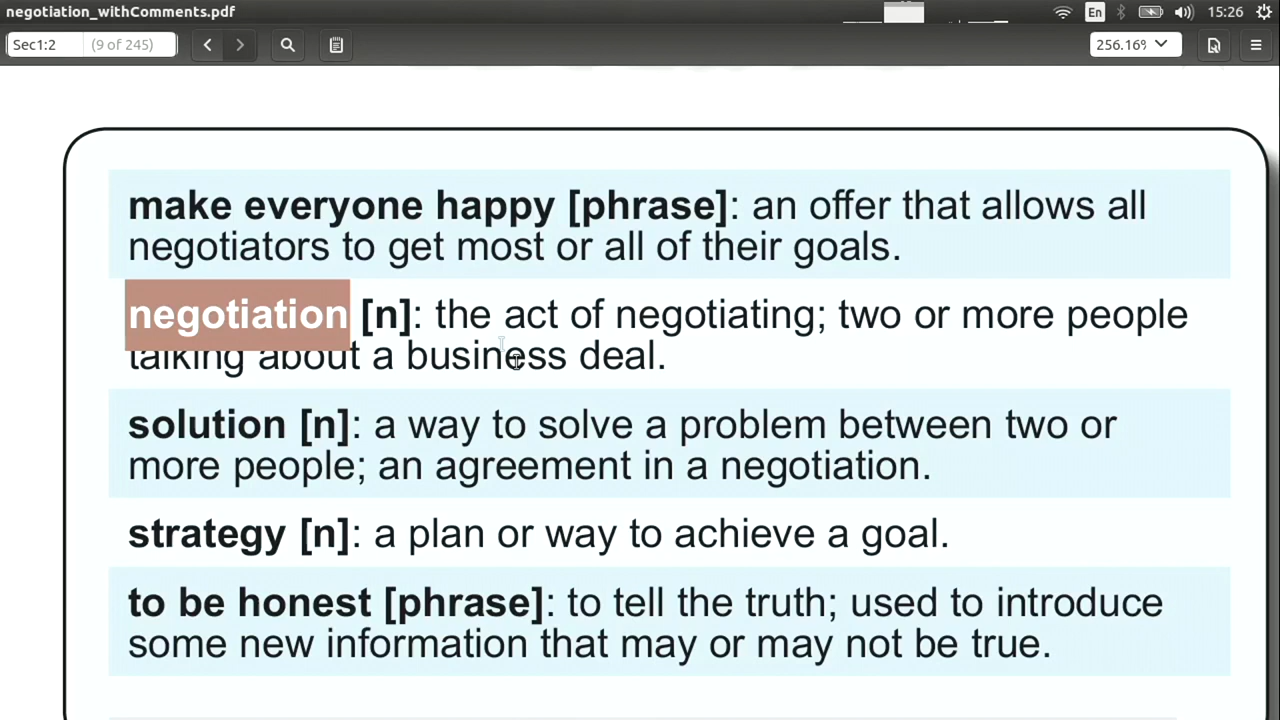 negotiation_withComments.pdf
En
15:26
Sec1:2
(9 of 245)
256.16%
make everyone happy [phrase]: an offer that allows all
negotiators to get most or all of their goals.
negotiation [n]: the act of negotiating; two or more people
talking about a business deal.
solution [n]: a way to solve a problem between two or
more people; an agreement in a negotiation.
strategy [n]: a plan or way to achieve a goal.
to be honest [phrase]: to tell the truth; used to introduce
some new information that may or may not be true.